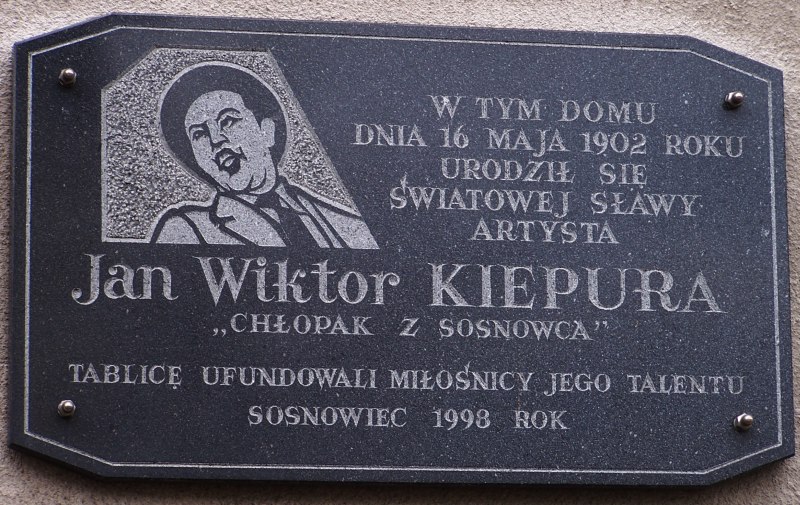 W TYM DOMU
DNIA 16 MAJA 1902 ROKU
URODZIŁ SIĘ
ŚWIATOWEJ SŁAWY
ARTYSTA
Jan Wiktor KIEPURA
„CHŁOPAK Z SOSNOWCA”
TABLICĘ UFUNDOWALI MIŁOŚNICY JEGO TALENTU
SOSNOWIEC 1998 ROK